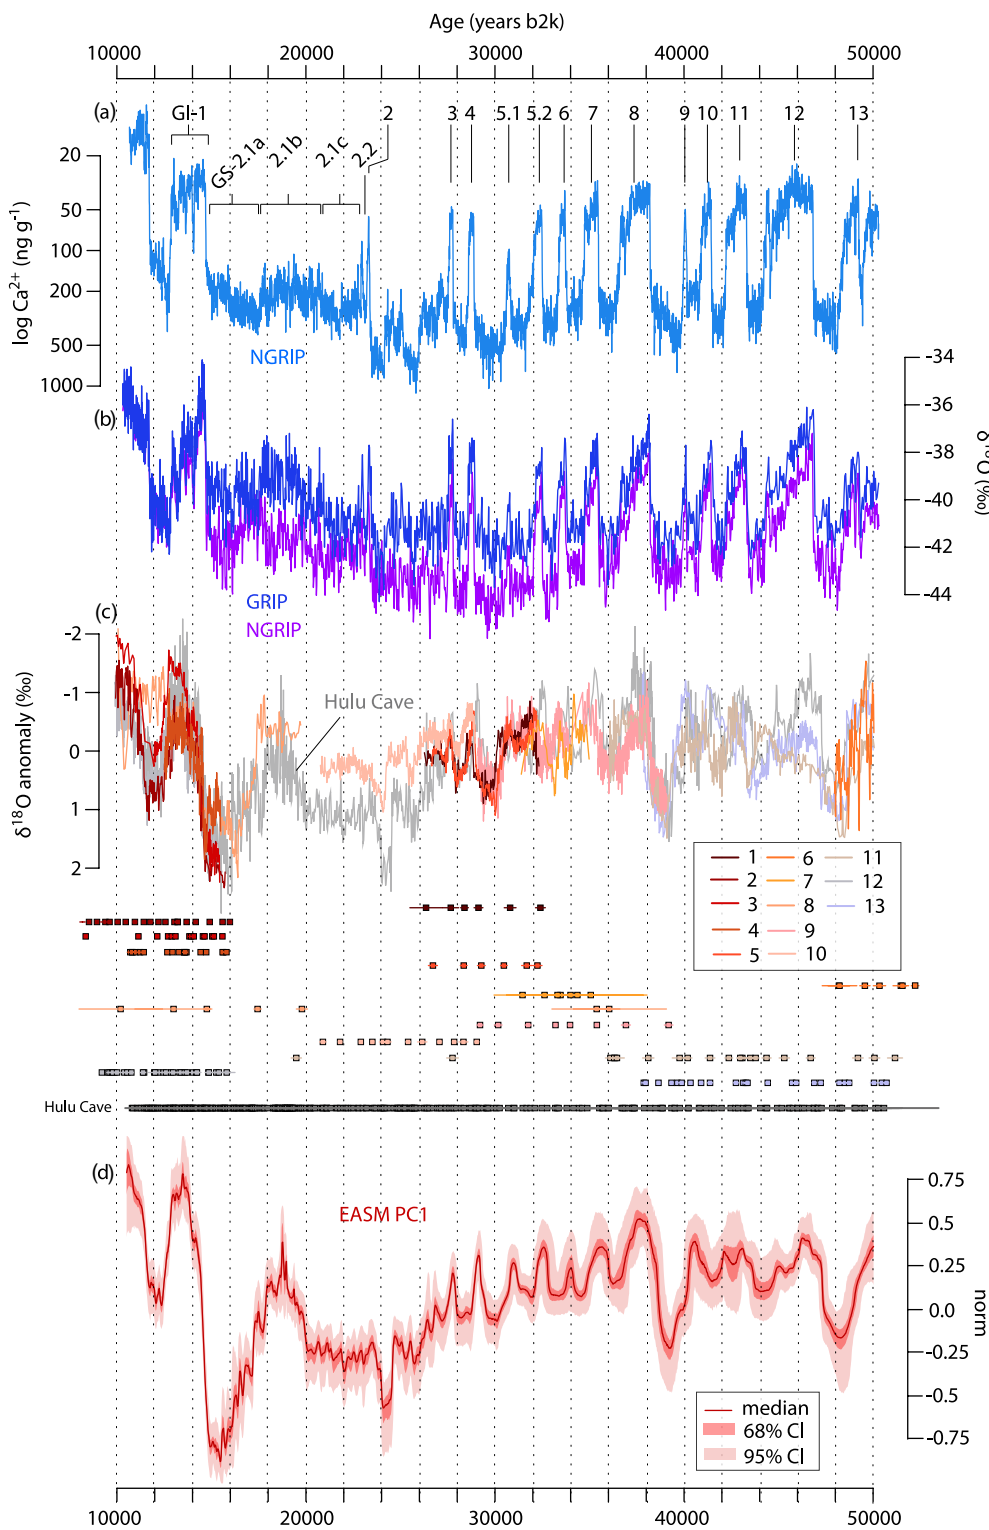 Age (years b2k)
10000 20000 30000 40000 50000
(a)
GI-1 2 3 4 5.1 5.2 6 7 8 9 10 11 12 13
GS-2.1a 2.1b 2.1c 2.2
20
50
100
200
500
1000
log Ca²⁺ (ng g⁻¹)
NGRIP
(b)
-34
-36
-38
-40
-42
-44
δ¹⁸O (‰)
GRIP
NGRIP
(c)
-2
-1
0
1
2
δ¹⁸O anomaly (‰)
Hulu Cave
1 6 11
2 7 12
3 8 13
4 9
5 10
Hulu Cave
(d)
EASM PC1
0.75
0.5
0.25
0.0
-0.25
-0.5
-0.75
norm
median
68% CI
95% CI
10000 20000 30000 40000 50000